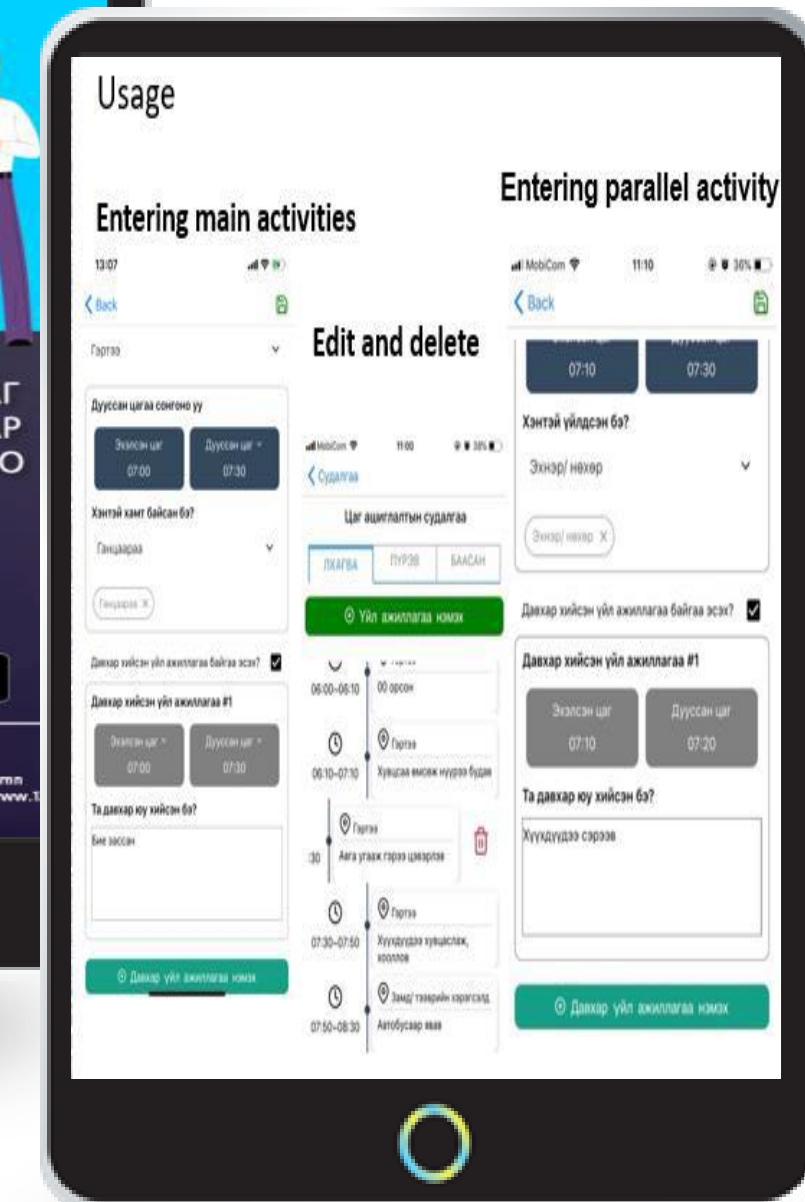 Usage
Entering main activities
13:07
Back
Гэртээ
Дууссан цагаа сонгоно уу
Эхэлсэн цаг
Дууссан цаг
07:00
07:30
Хэнтэй хамт байсан бэ?
Ганцаараа
Ганцаараа X
Давхар хийсэн үйл ажиллагаа байгаа эсэх?
Давхар хийсэн үйл ажиллагаа #1
Эхэлсэн цаг
Дууссан цаг
07:00
07:30
Та давхар юу хийсэн бэ?
Бие зассан
Давхар үйл ажиллагаа нэмэх
Edit and delete
MobiCom
11:00
38%
Судалгаа
Цаг ашиглалтын судалгаа
ЛХАГВА
ПҮРЭВ
БААСАН
Үйл ажиллагаа нэмэх
06:00-06:10
00 орсон
Гэртээ
06:10-07:10
Хувцсаа өмсөж нүүрээ будав
Гэртээ
:30
Аяга угааж гэрээ цэвэрлэв
Гэртээ
07:30-07:50
Хүүхдүүдээ хувцаслаж,
хооллов
Замд/ тээврийн хэрэгсэлд
07:50-08:30
Автобусаар явав
Entering parallel activity
MobiCom
11:10
36%
Back
07:10
07:30
Хэнтэй үйлдсэн бэ?
Эхнэр/ нөхөр
Эхнэр/ нөхөр X
Давхар хийсэн үйл ажиллагаа байгаа эсэх?
Давхар хийсэн үйл ажиллагаа #1
Эхэлсэн цаг
Дууссан цаг
07:10
07:20
Та давхар юу хийсэн бэ?
Хүүхдүүдээ сэрээв
Давхар үйл ажиллагаа нэмэх